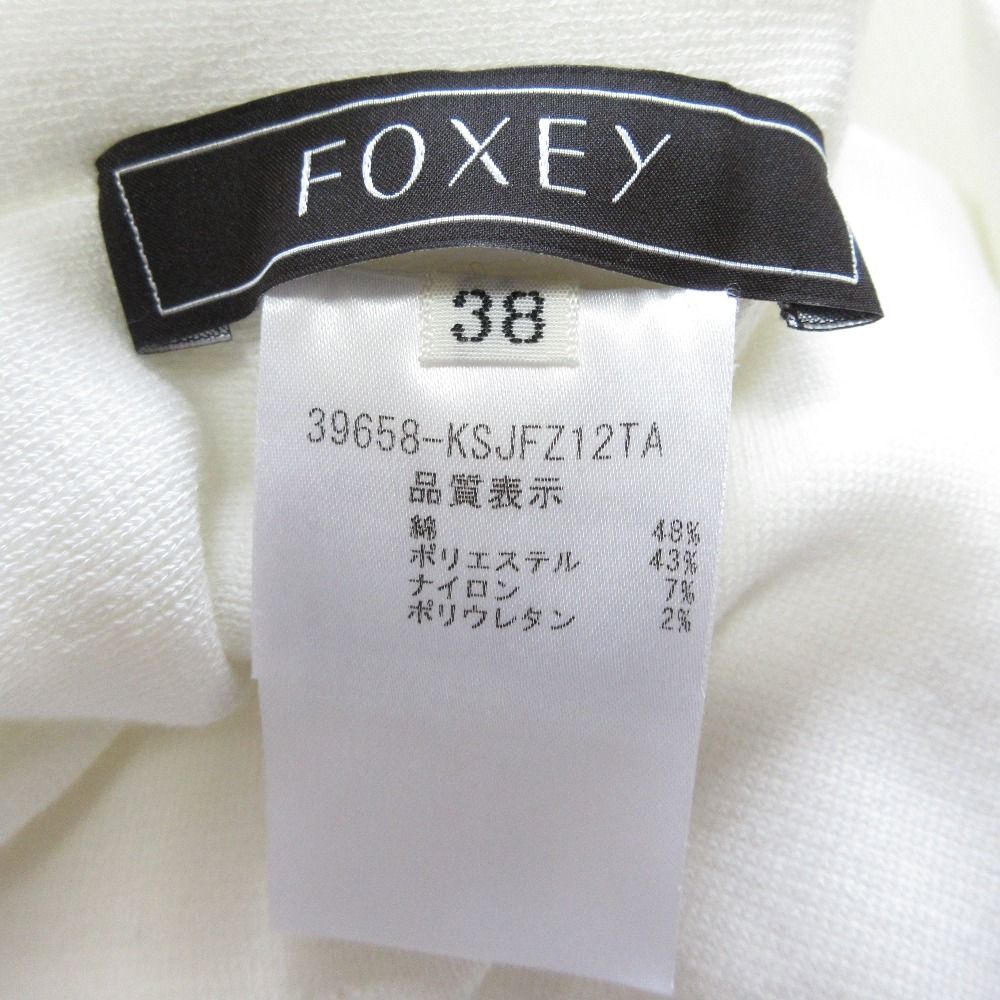 FOXEY
38
39658-KSJFZ12TA
品質表示
綿 48%
ポリエステル 43%
ナイロン 7%
ポリウレタン 2%